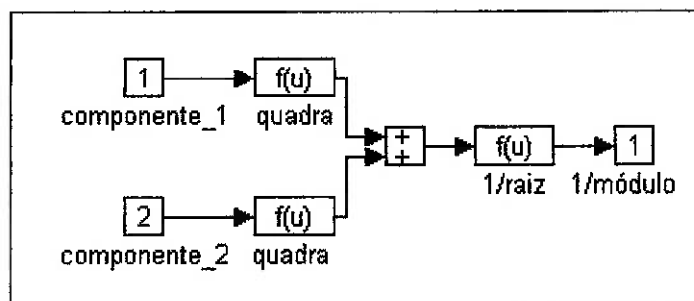 1
f(u)
componente_1
quadra
+
+
f(u)
1
1/raiz
1/módulo
2
f(u)
componente_2
quadra